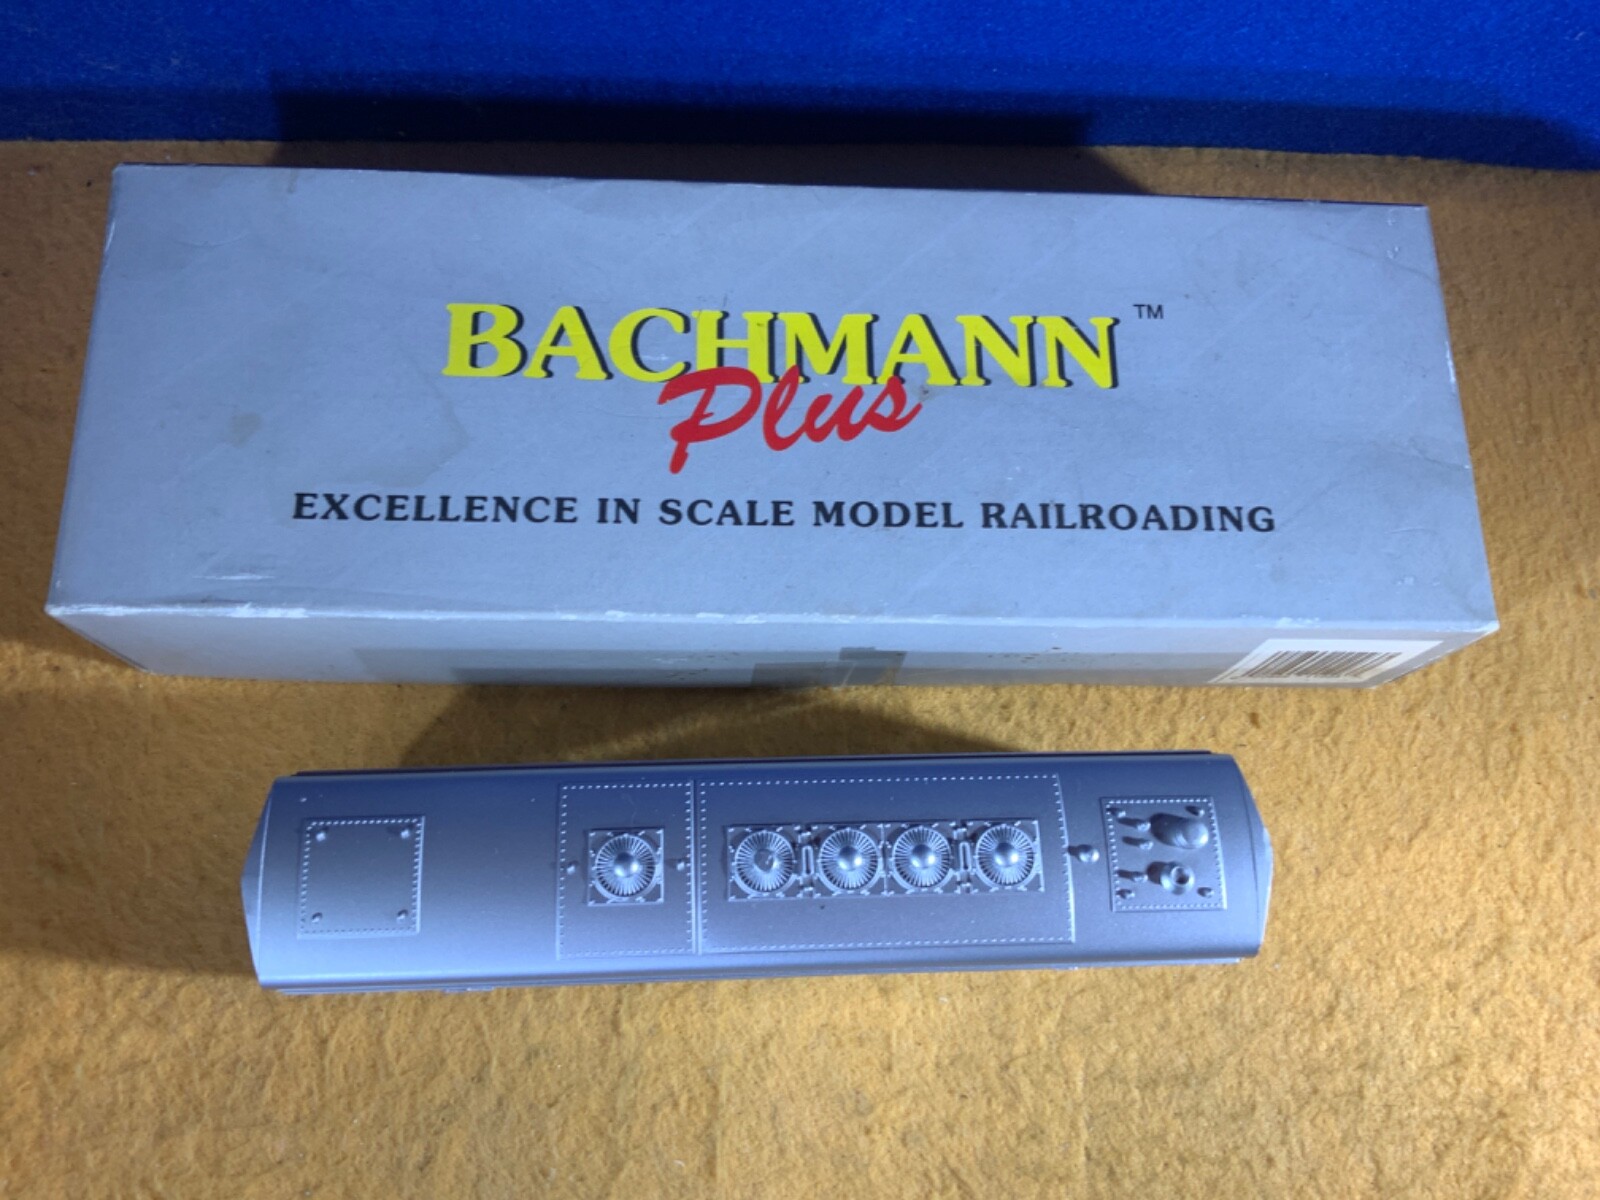 BACHMANN™
Plus
EXCELLENCE IN SCALE MODEL RAILROADING